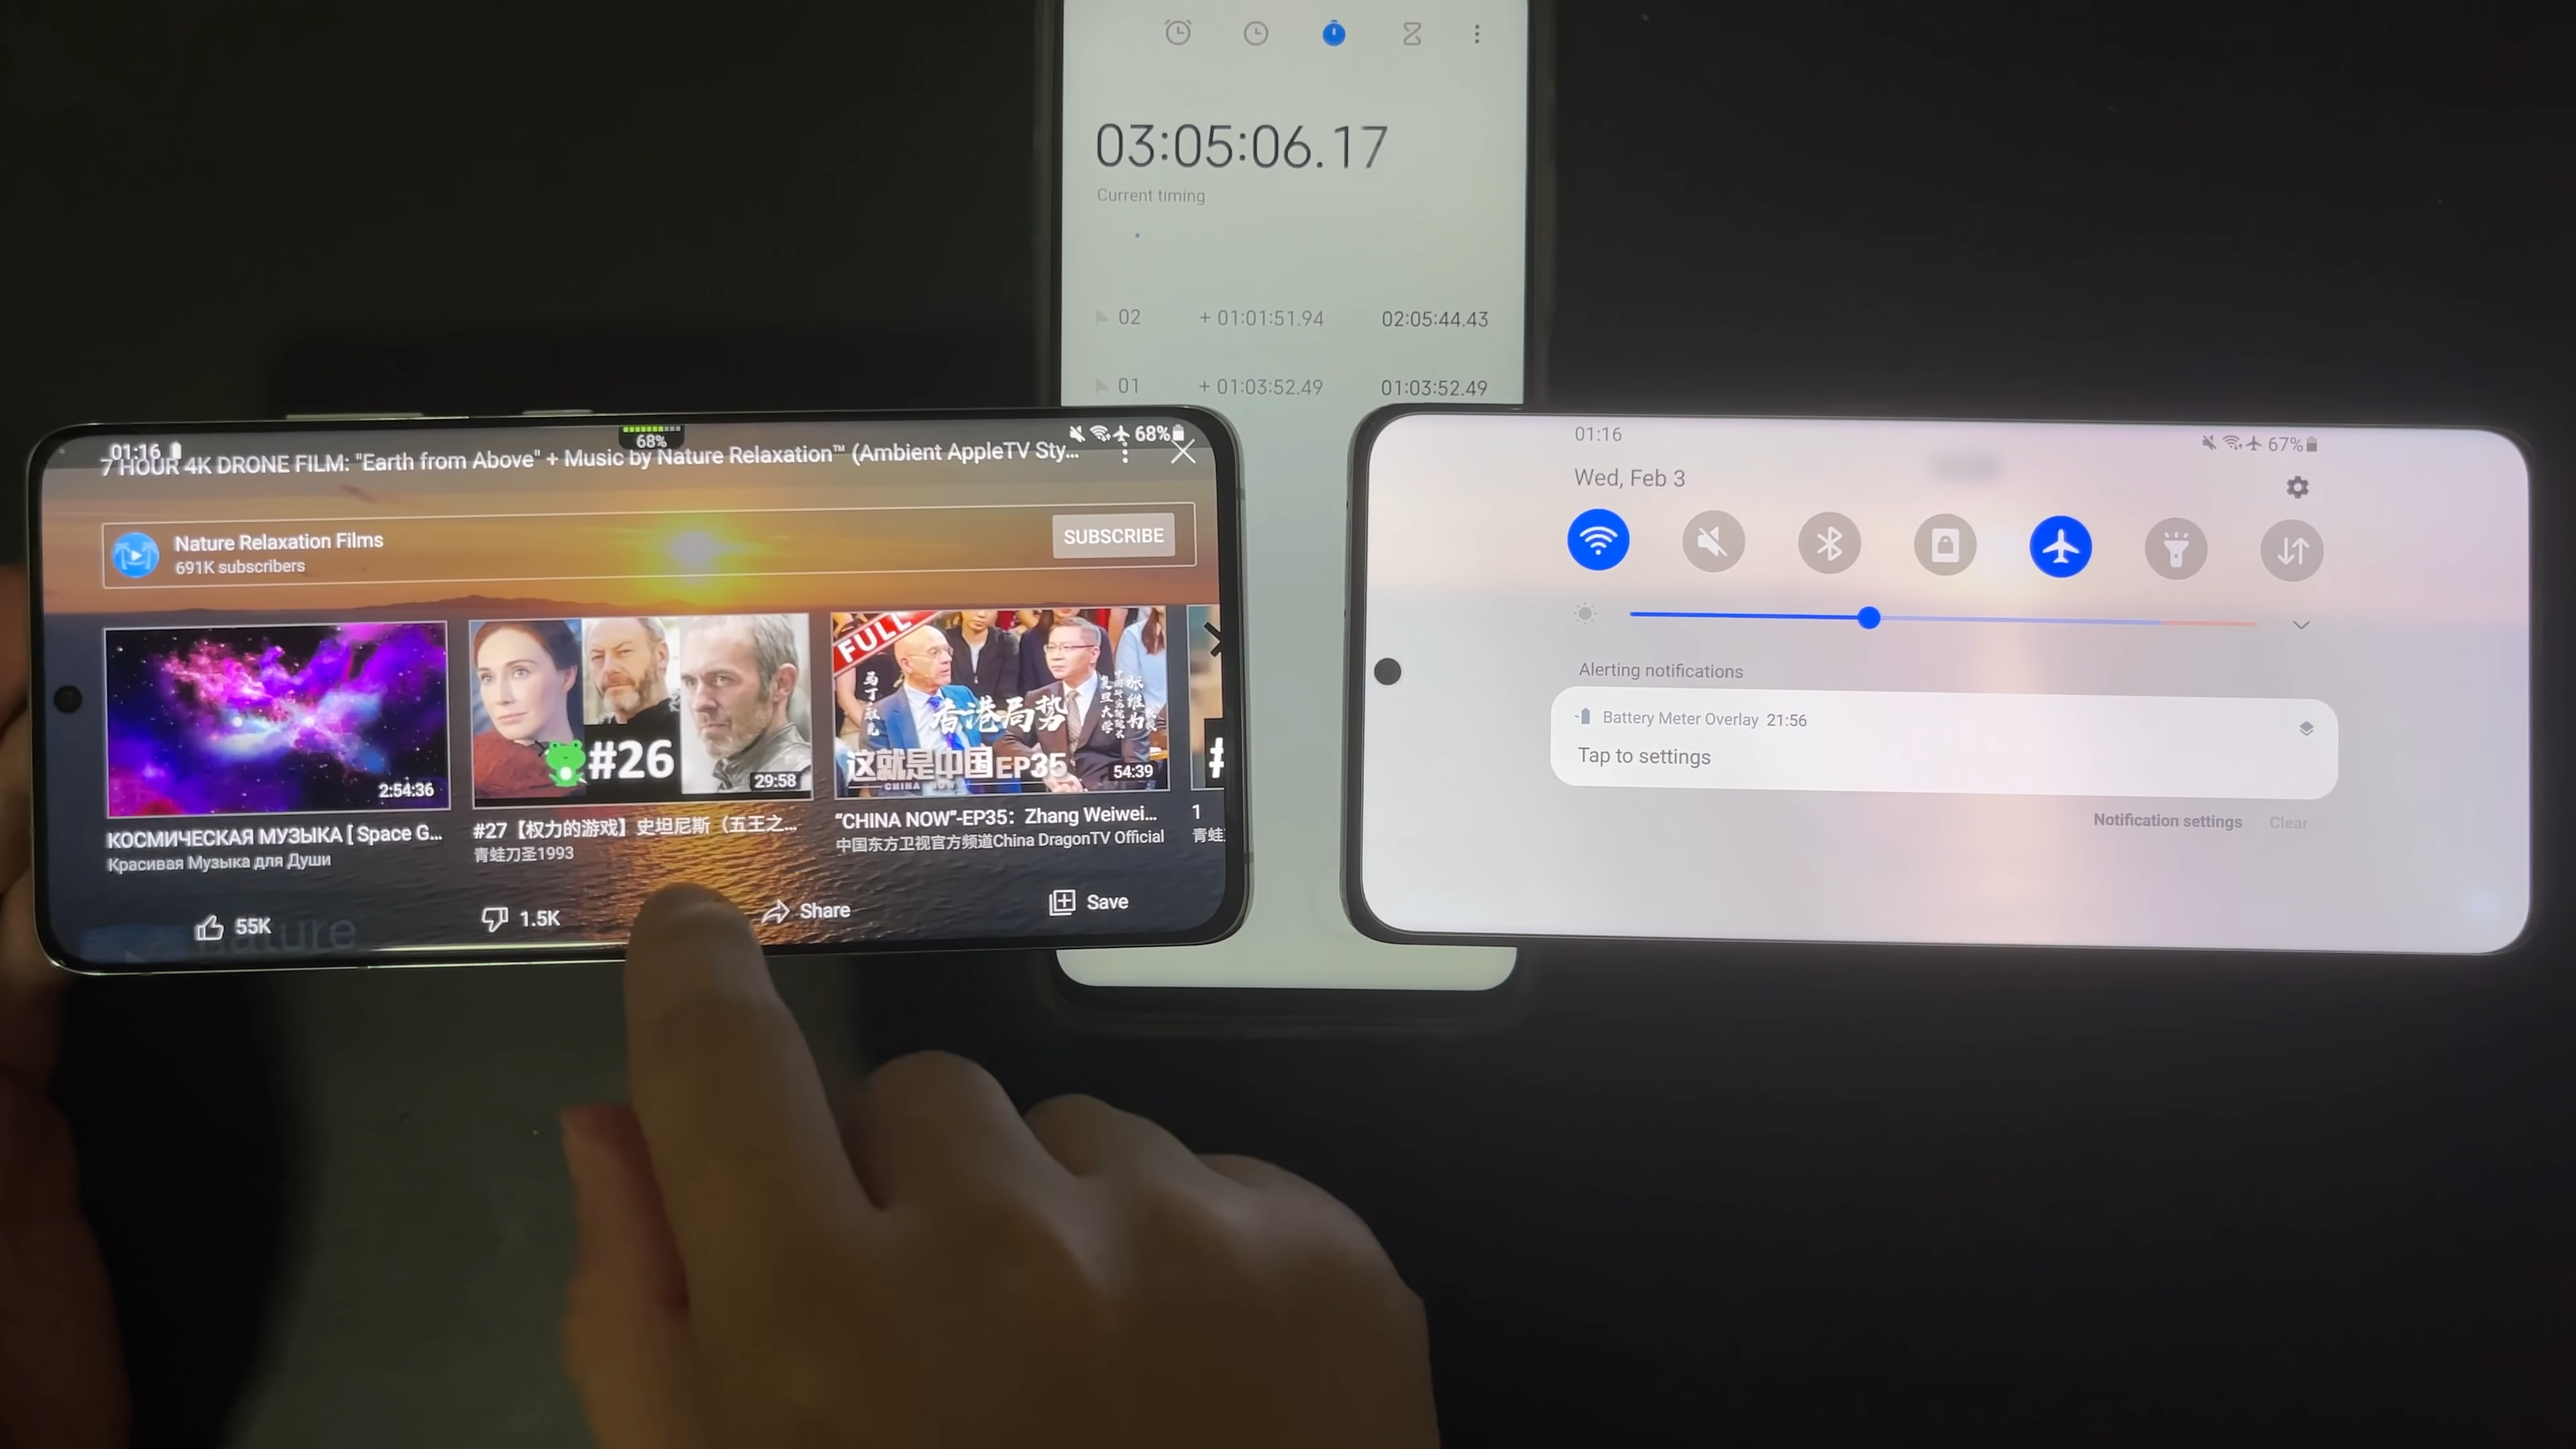 03:05:06.17
Current timing
02 + 01:01:51.94 02:05:44.43
01 + 01:03:52.49 01:03:52.49
01:16
68%
68%
7 HOUR 4K DRONE FILM: "Earth from Above" + Music by Nature Relaxation™ (Ambient AppleTV Sty...
Nature Relaxation Films
691K subscribers
SUBSCRIBE
2:54:36
#26
29:58
FULL
香港局势
这就是中国EP35
CHINA NOW
54:39
#
КОСМИЧЕСКАЯ МУЗЫКА [ Space G...
Красивая Музыка для Души
#27【权力的游戏】史坦尼斯（五王之...
青蛙刀圣1993
“CHINA NOW”-EP35：Zhang Weiwei...
中国东方卫视官方频道China DragonTV Official
1
青蛙
55K
1.5K
Share
Save
01:16
67%
Wed, Feb 3
Alerting notifications
Battery Meter Overlay 21:56
Tap to settings
Notification settings
Clear